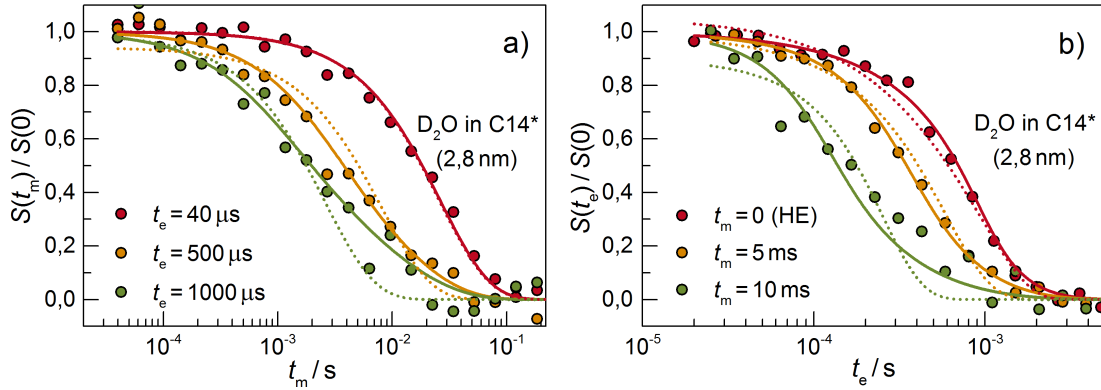 a)
1,0
0,8
0,6
0,4
0,2
0,0
S(tm) / S(0)
D2O in C14*
(2,8 nm)
te = 40 µs
te = 500 µs
te = 1000 µs
10-4
10-3
10-2
10-1
tm / s
b)
1,0
0,8
0,6
0,4
0,2
0,0
S(te) / S(0)
D2O in C14*
(2,8 nm)
tm = 0 (HE)
tm = 5 ms
tm = 10 ms
10-5
10-4
10-3
te / s